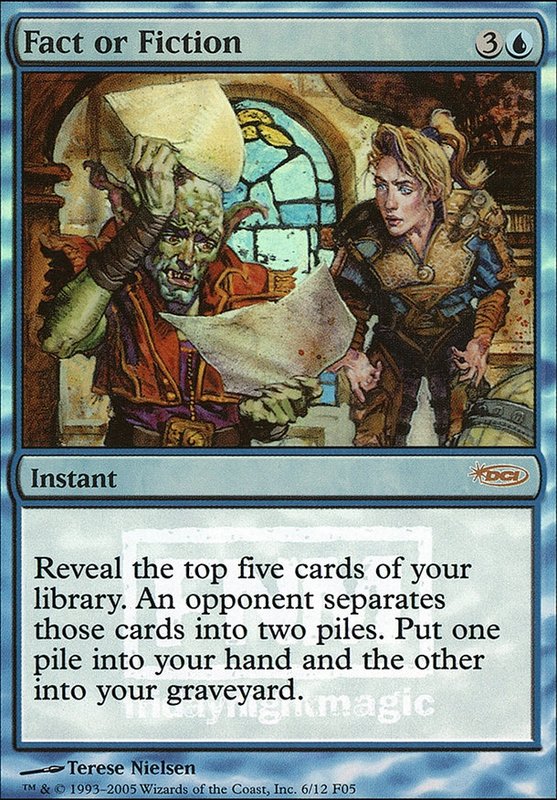 Fact or Fiction 3
Instant DCI
Reveal the top five cards of your
library. An opponent separates
those cards into two piles. Put one
pile into your hand and the other
into your graveyard.
fridaynightmagic
Terese Nielsen
™ & © 1993–2005 Wizards of the Coast, Inc. 6/12 F05